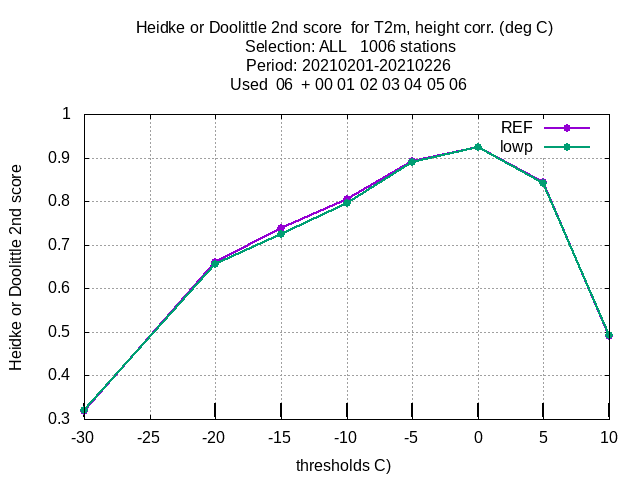 Heidke or Doolittle 2nd score  for T2m, height corr. (deg C)
Selection: ALL   1006 stations
Period: 20210201-20210226
Used  06  + 00 01 02 03 04 05 06
REF
lowp
1
0.9
0.8
0.7
0.6
0.5
0.4
0.3
Heidke or Doolittle 2nd score
-30 -25 -20 -15 -10 -5 0 5 10
thresholds C)